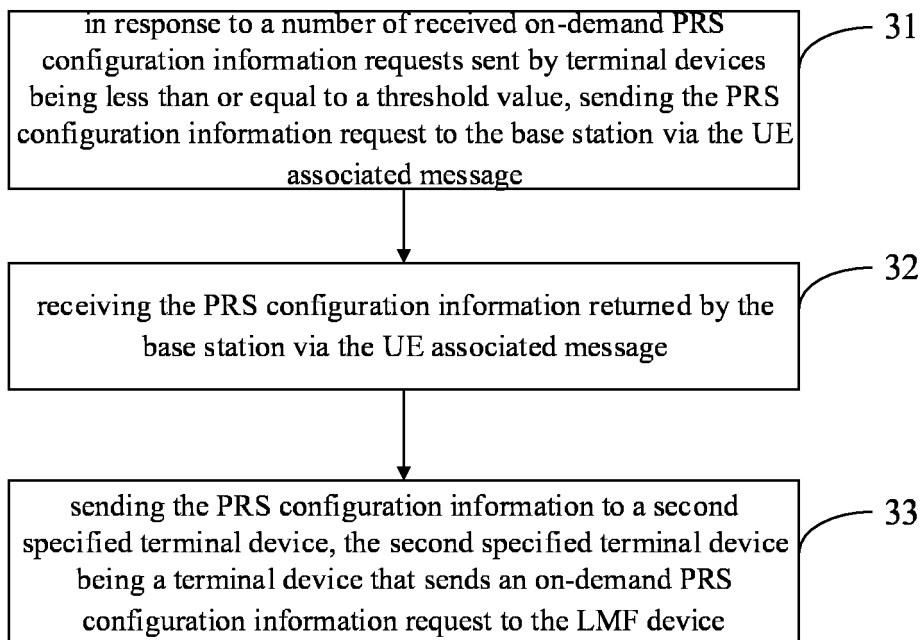 in response to a number of received on-demand PRS
configuration information requests sent by terminal devices
being less than or equal to a threshold value, sending the PRS
configuration information request to the base station via the UE
associated message
31
receiving the PRS configuration information returned by the
base station via the UE associated message
32
sending the PRS configuration information to a second
specified terminal device, the second specified terminal device
being a terminal device that sends an on-demand PRS
configuration information request to the LMF device
33